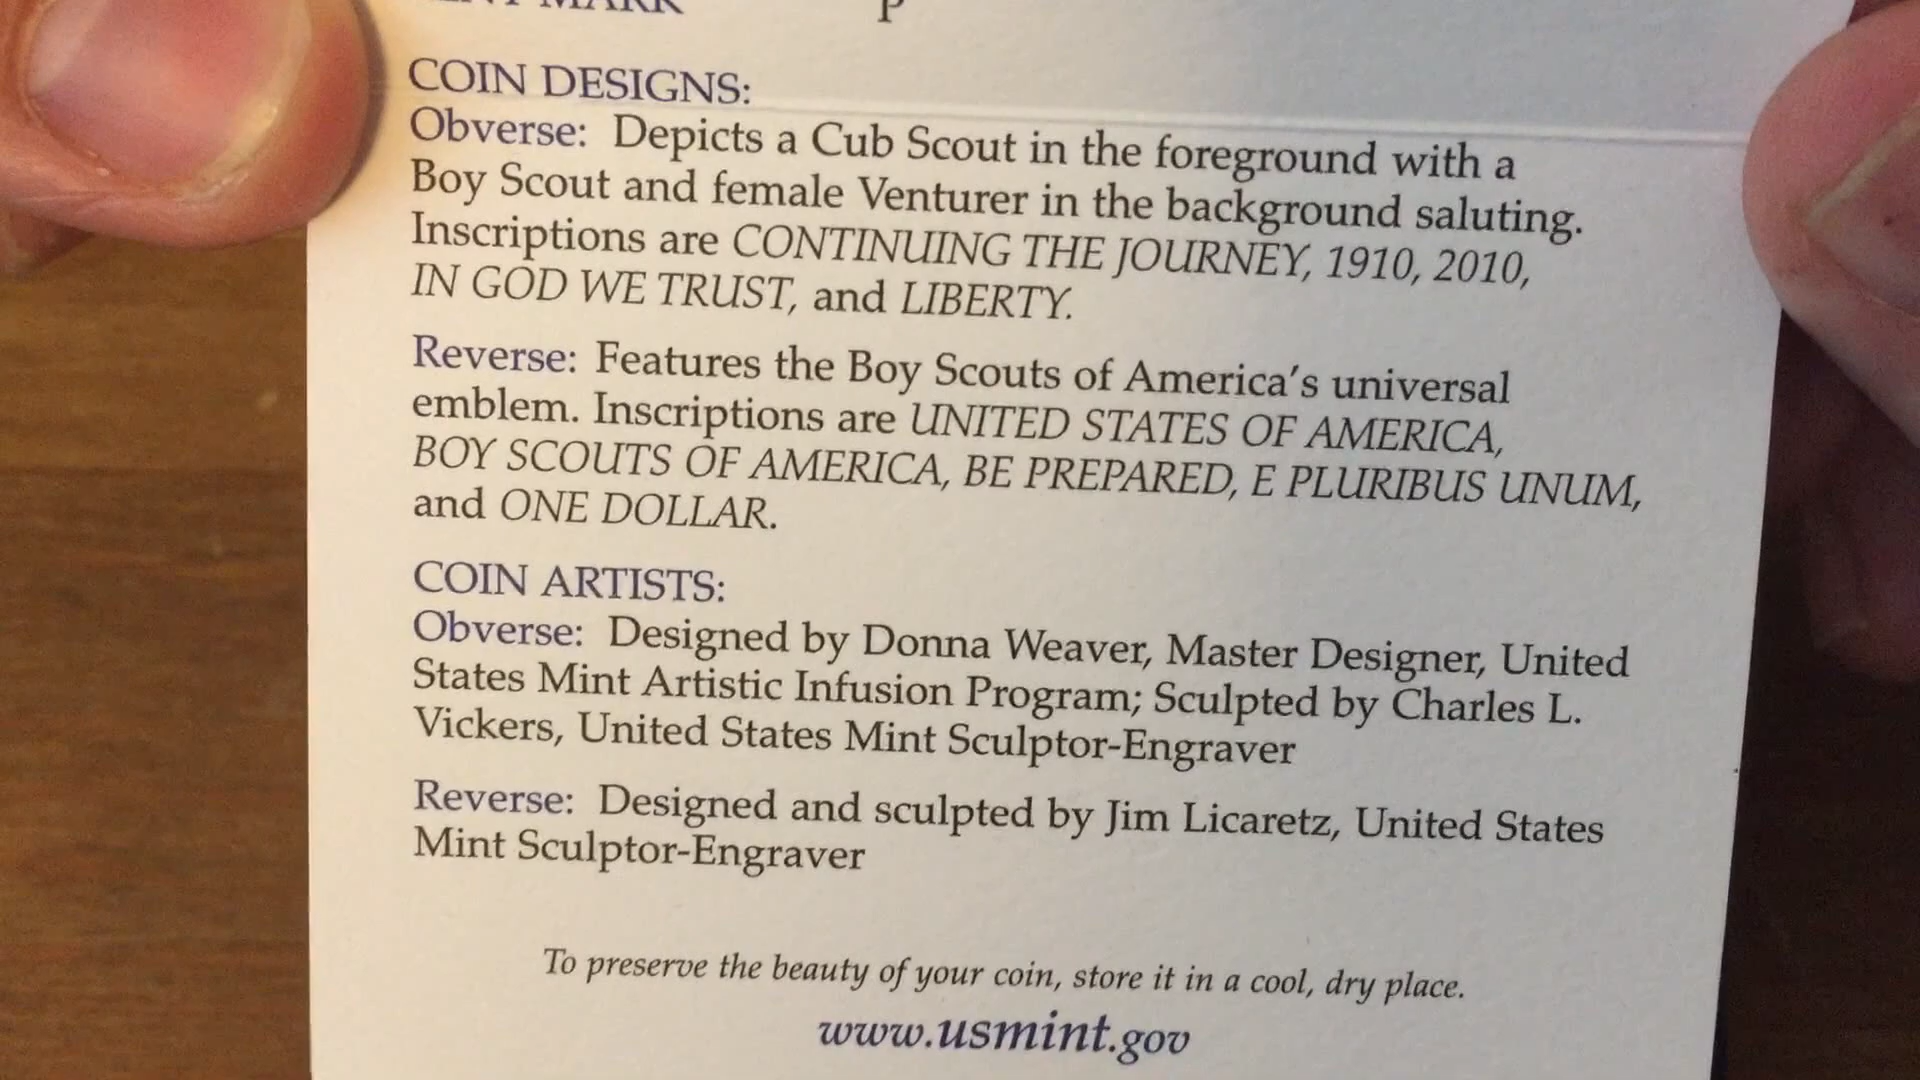 MARK P
COIN DESIGNS:
Obverse: Depicts a Cub Scout in the foreground with a
Boy Scout and female Venturer in the background saluting.
Inscriptions are CONTINUING THE JOURNEY, 1910, 2010,
IN GOD WE TRUST, and LIBERTY.
Reverse: Features the Boy Scouts of America's universal
emblem. Inscriptions are UNITED STATES OF AMERICA,
BOY SCOUTS OF AMERICA, BE PREPARED, E PLURIBUS UNUM,
and ONE DOLLAR.
COIN ARTISTS:
Obverse: Designed by Donna Weaver, Master Designer, United
States Mint Artistic Infusion Program; Sculpted by Charles L.
Vickers, United States Mint Sculptor-Engraver
Reverse: Designed and sculpted by Jim Licaretz, United States
Mint Sculptor-Engraver
To preserve the beauty of your coin, store it in a cool, dry place.
www.usmint.gov